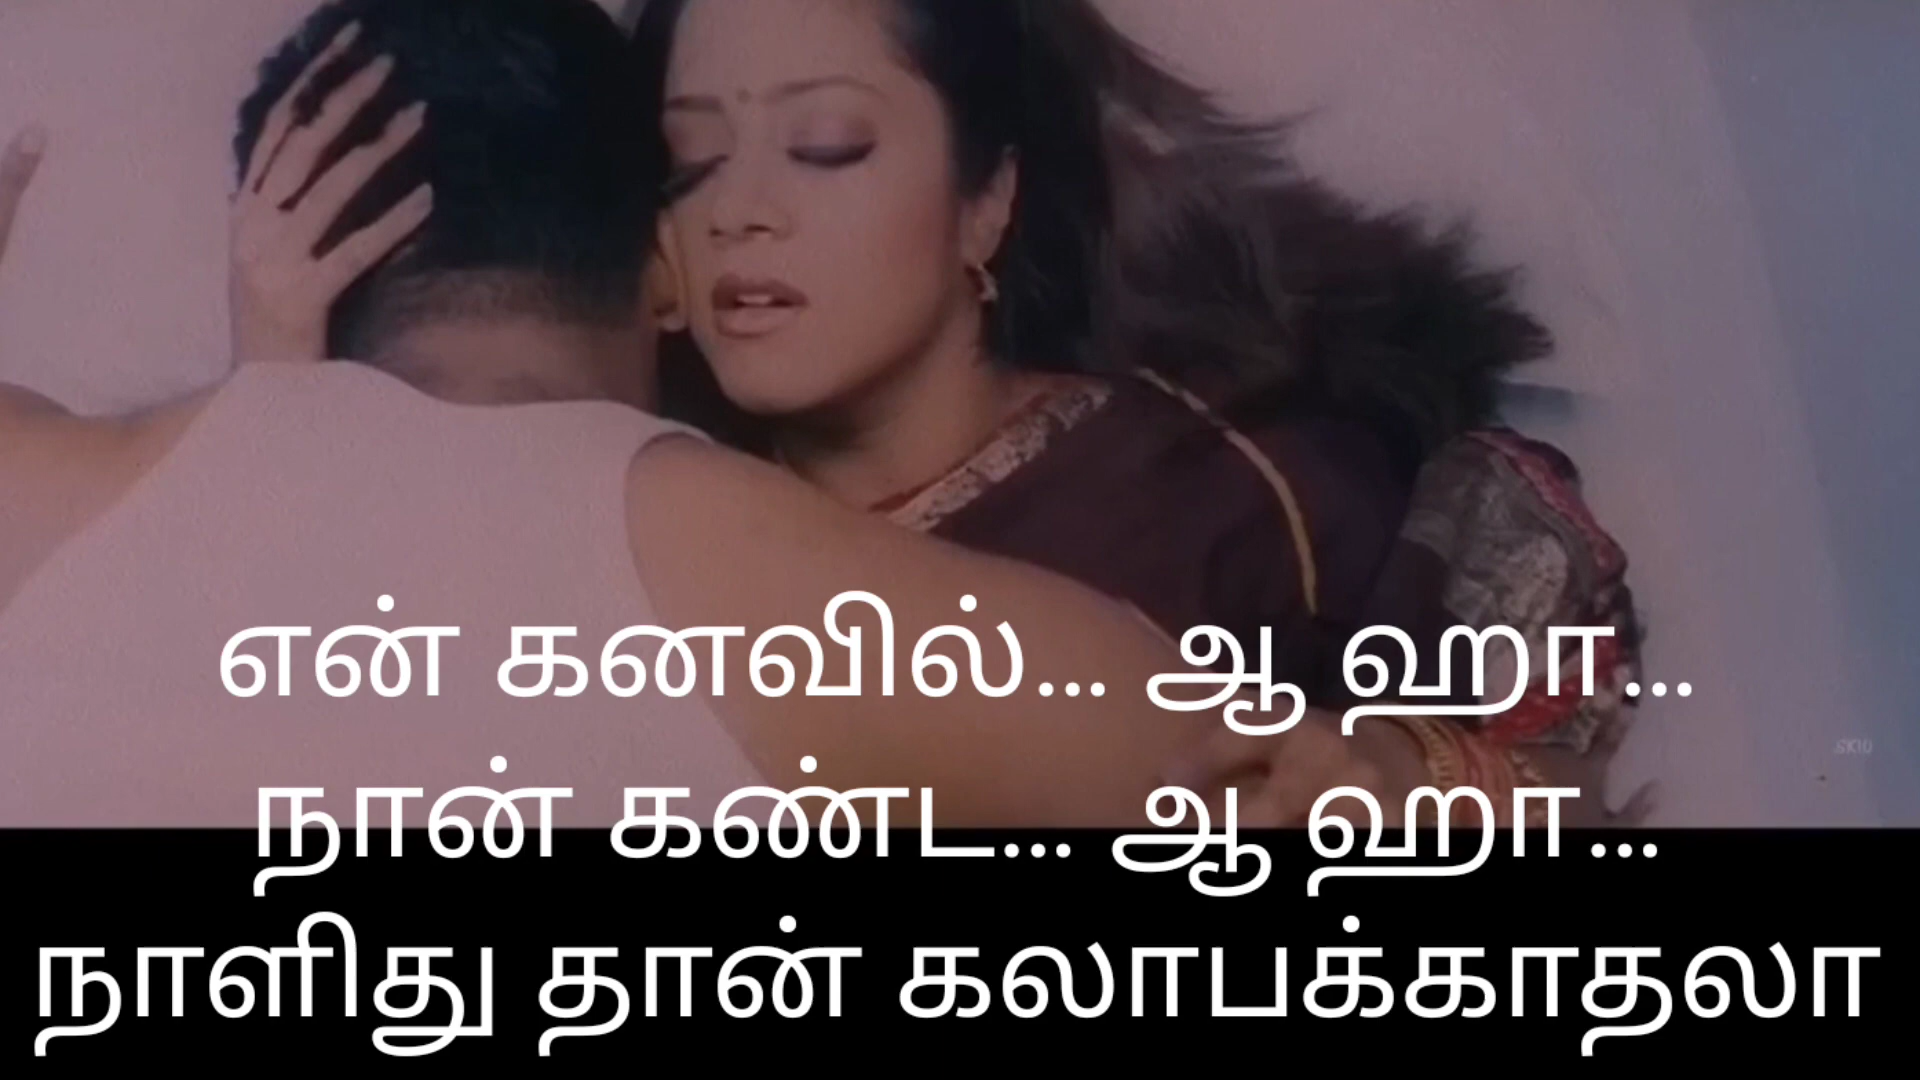 என் கனவில்... ஆ ஹா...
நான் கண்ட... ஆ ஹா...
நாளிது தான் கலாபக்காதலா